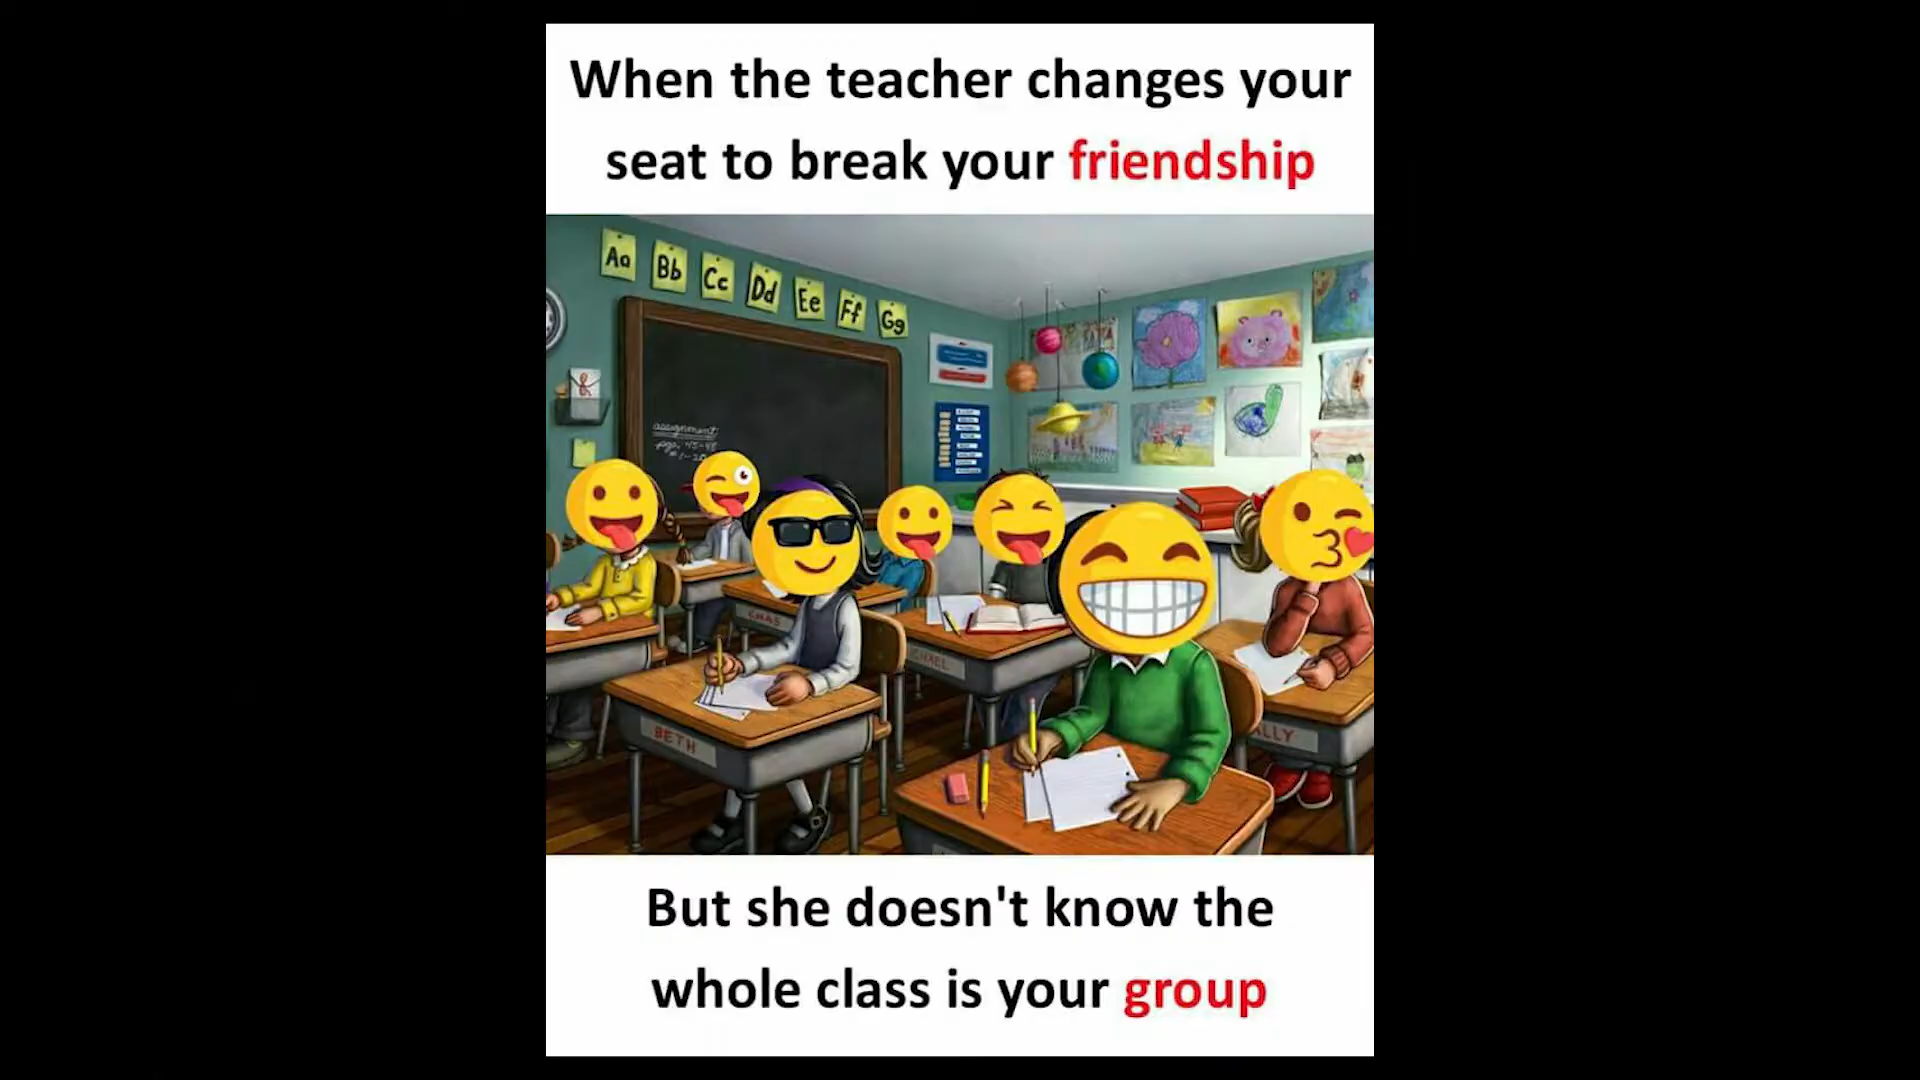 When the teacher changes your
seat to break your friendship
Aa
Bb
Cc
Dd
Ee
Ff
Gg
assignment
BETH
But she doesn't know the
whole class is your group